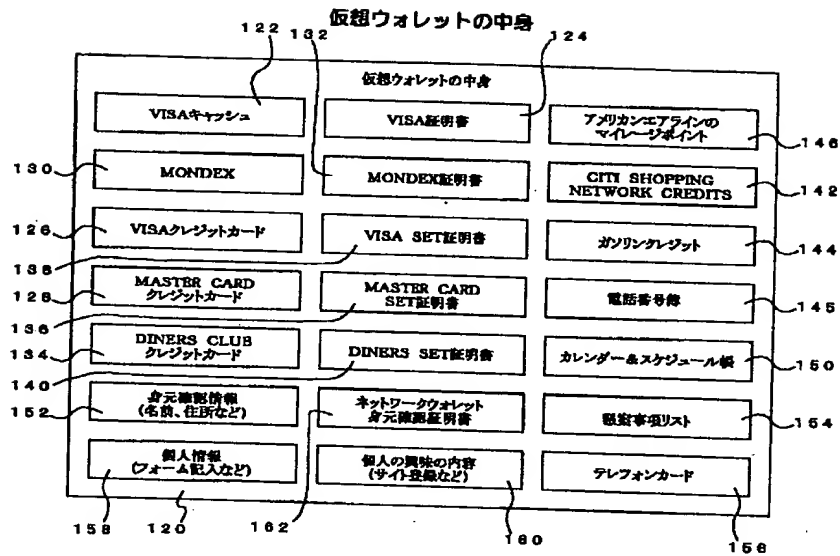 仮想ウォレットの中身
122
132
124
仮想ウォレットの中身
VISAキャッシュ
VISA証明書
アメリカンエアラインの
マイレージポイント
146
130
MONDEX
MONDEX証明書
CITI SHOPPING
NETWORK CREDITS
142
126
VISAクレジットカード
VISA SET証明書
ガソリンクレジット
144
138
128
MASTER CARD
クレジットカード
MASTER CARD
SET証明書
電話番号簿
145
136
134
DINERS CLUB
クレジットカード
DINERS SET証明書
カレンダー&スケジュール帳
150
140
152
身元確認情報
(名前、住所など)
ネットワークウォレット
身元確認証明書
事項リスト
154
個人情報
(フォーム記入など)
個人の興味の内容
(サイト登録など)
テレフォンカード
158
120
162
160
156